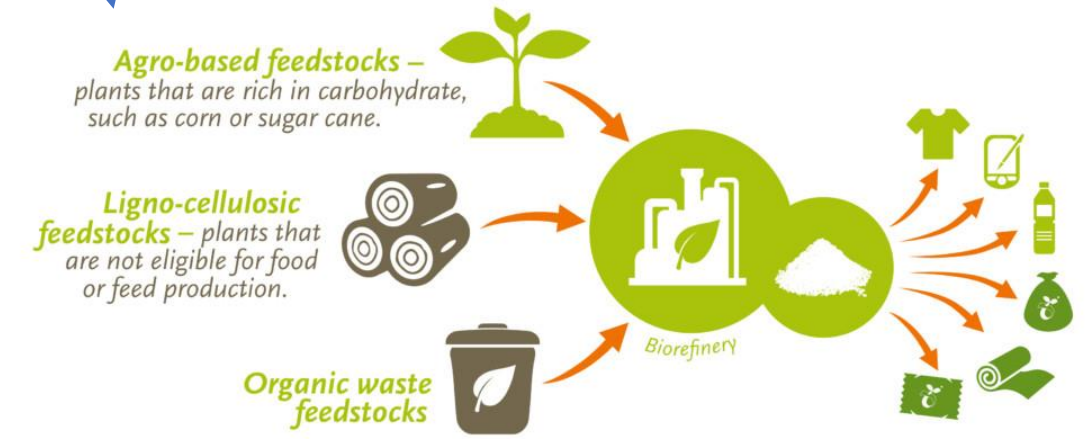 Agro-based feedstocks –
plants that are rich in carbohydrate,
such as corn or sugar cane.
Ligno-cellulosic
feedstocks – plants that
are not eligible for food
or feed production.
Organic waste
feedstocks
Biorefinery